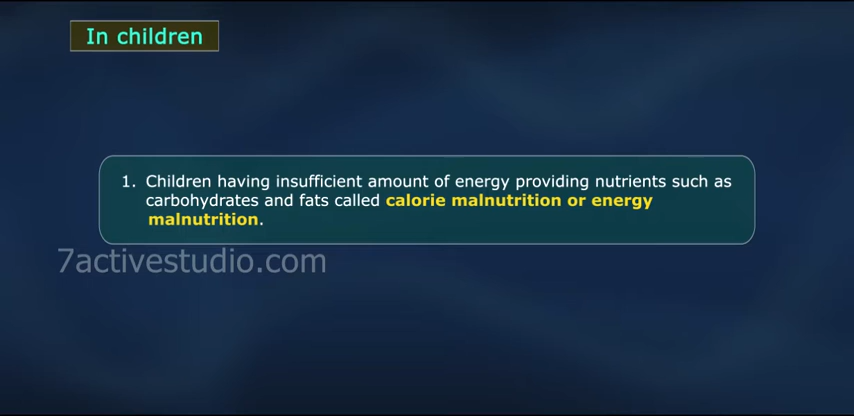 In children
1. Children having insufficient amount of energy providing nutrients such as
carbohydrates and fats called calorie malnutrition or energy
malnutrition.
7activestudio.com